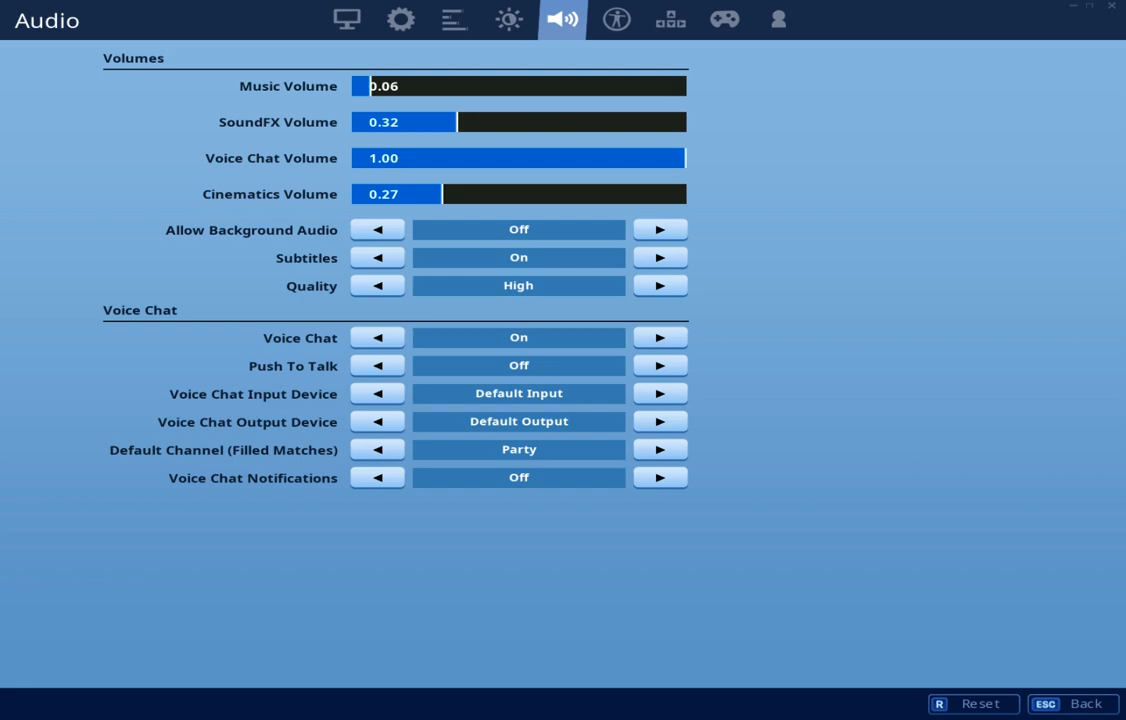 Audio
Volumes
Music Volume 0.06
SoundFX Volume 0.32
Voice Chat Volume 1.00
Cinematics Volume 0.27
Allow Background Audio ◄ Off ►
Subtitles ◄ On ►
Quality ◄ High ►
Voice Chat
Voice Chat ◄ On ►
Push To Talk ◄ Off ►
Voice Chat Input Device ◄ Default Input ►
Voice Chat Output Device ◄ Default Output ►
Default Channel (Filled Matches) ◄ Party ►
Voice Chat Notifications ◄ Off ►
R Reset ESC Back